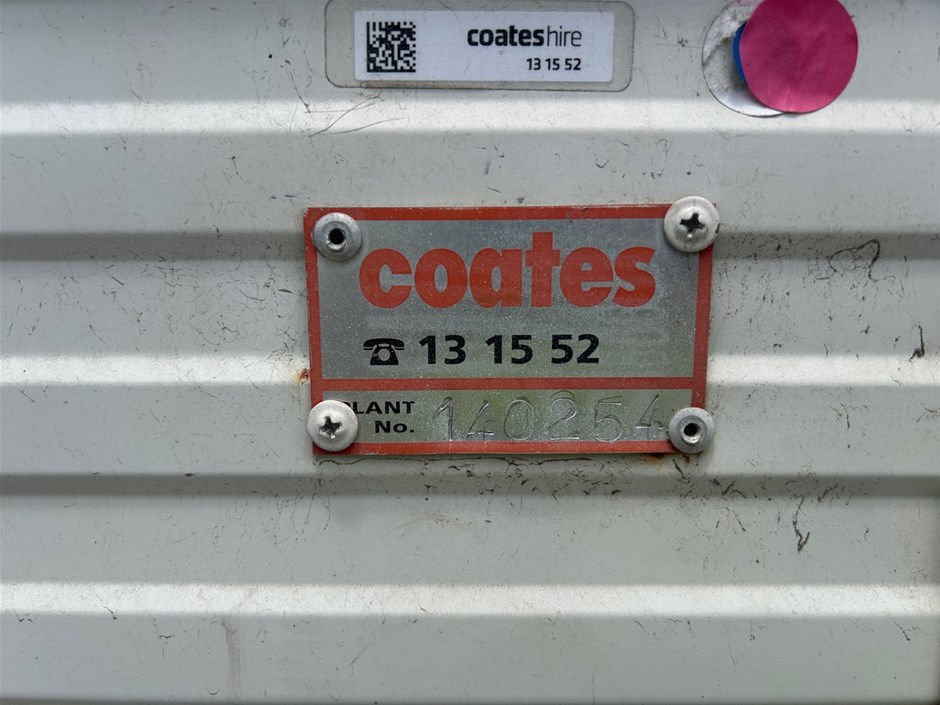 coateshire
13 15 52
coates
☎ 13 15 52
PLANT
No. 140254